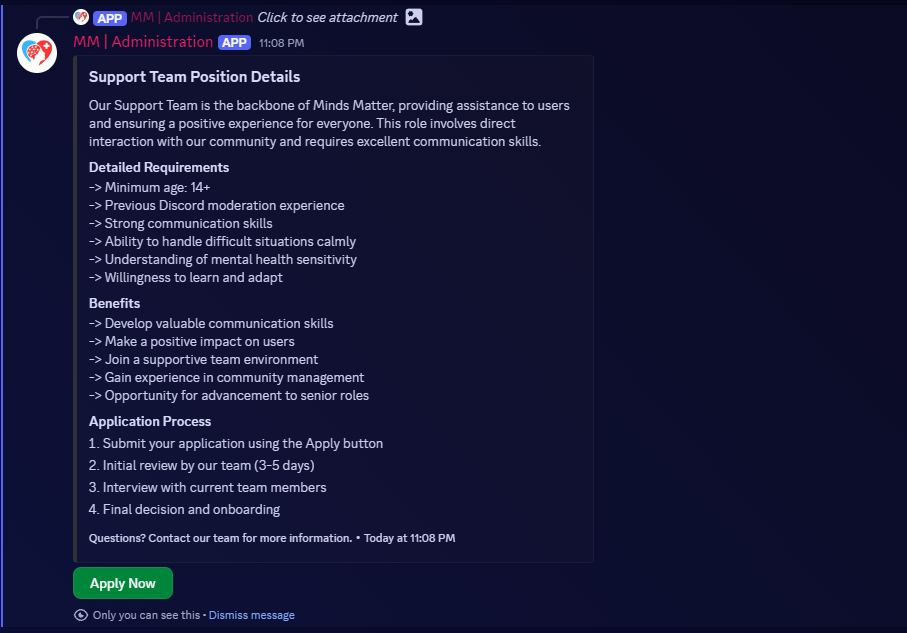 APP MM | Administration Click to see attachment
MM | Administration APP 11:08 PM
Support Team Position Details
Our Support Team is the backbone of Minds Matter, providing assistance to users
and ensuring a positive experience for everyone. This role involves direct
interaction with our community and requires excellent communication skills.
Detailed Requirements
-> Minimum age: 14+
-> Previous Discord moderation experience
-> Strong communication skills
-> Ability to handle difficult situations calmly
-> Understanding of mental health sensitivity
-> Willingness to learn and adapt
Benefits
-> Develop valuable communication skills
-> Make a positive impact on users
-> Join a supportive team environment
-> Gain experience in community management
-> Opportunity for advancement to senior roles
Application Process
1. Submit your application using the Apply button
2. Initial review by our team (3-5 days)
3. Interview with current team members
4. Final decision and onboarding
Questions? Contact our team for more information. • Today at 11:08 PM
Apply Now
Only you can see this • Dismiss message